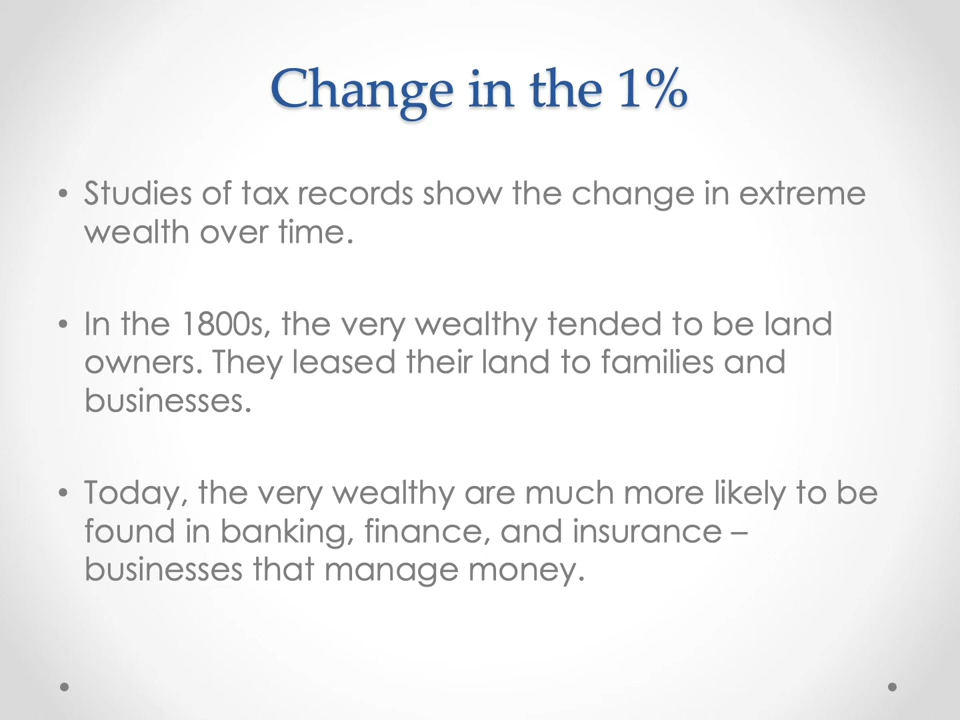 Change in the 1%
• Studies of tax records show the change in extreme
wealth over time.
• In the 1800s, the very wealthy tended to be land
owners. They leased their land to families and
businesses.
• Today, the very wealthy are much more likely to be
found in banking, finance, and insurance –
businesses that manage money.